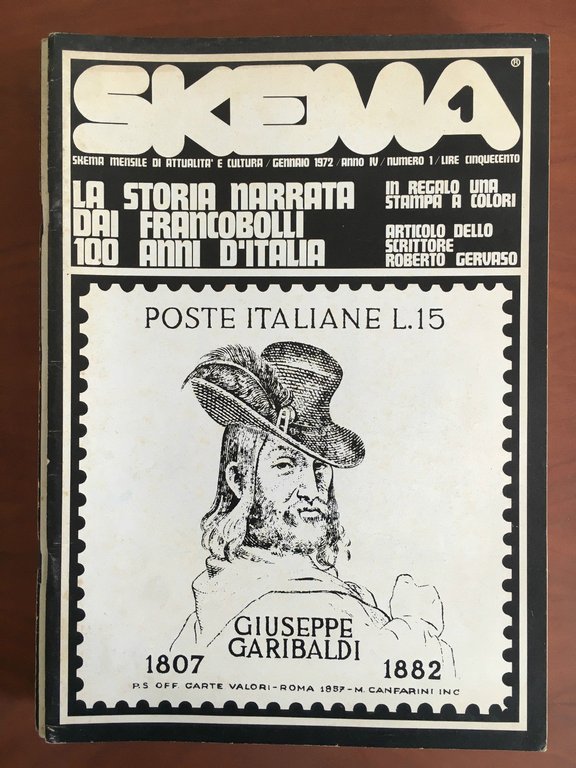 SKEMA
1
®
SKEMA MENSILE DI ATTUALITA' E CULTURA / GENNAIO 1972 / ANNO IV / NUMERO 1 / LIRE CINQUECENTO
LA STORIA NARRATA
DAI FRANCOBOLLI
100 ANNI D'ITALIA
IN REGALO UNA
STAMPA A COLORI
ARTICOLO DELLO
SCRITTORE
ROBERTO GERVASO
POSTE ITALIANE L.15
GIUSEPPE
GARIBALDI
1807
1882
P.S OFF. CARTE VALORI-ROMA 1957-M. CANFARINI INC